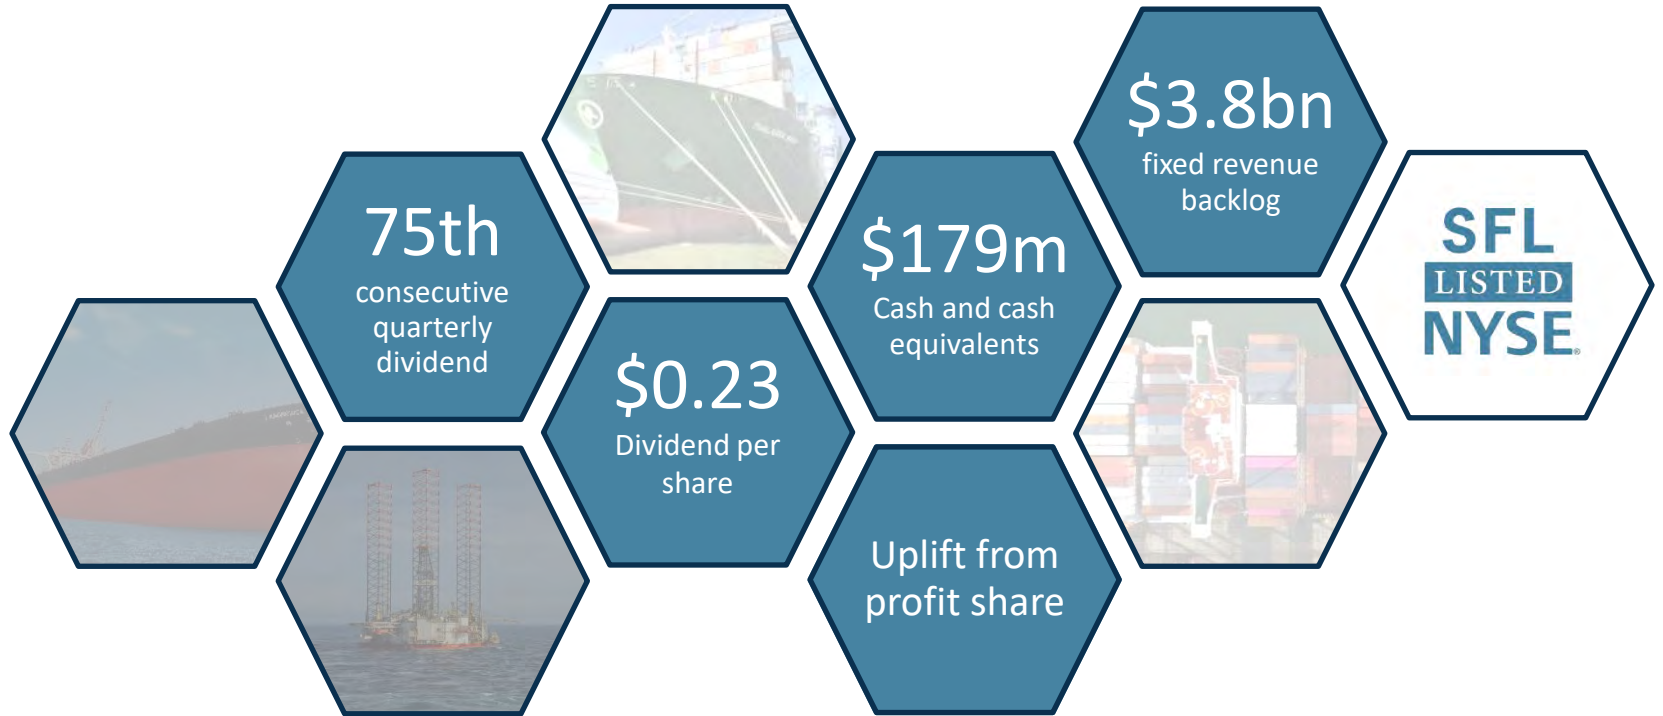 75th
consecutive
quarterly
dividend
$0.23
Dividend per
share
$179m
Cash and cash
equivalents
Uplift from
profit share
$3.8bn
fixed revenue
backlog
SFL
LISTED
NYSE®